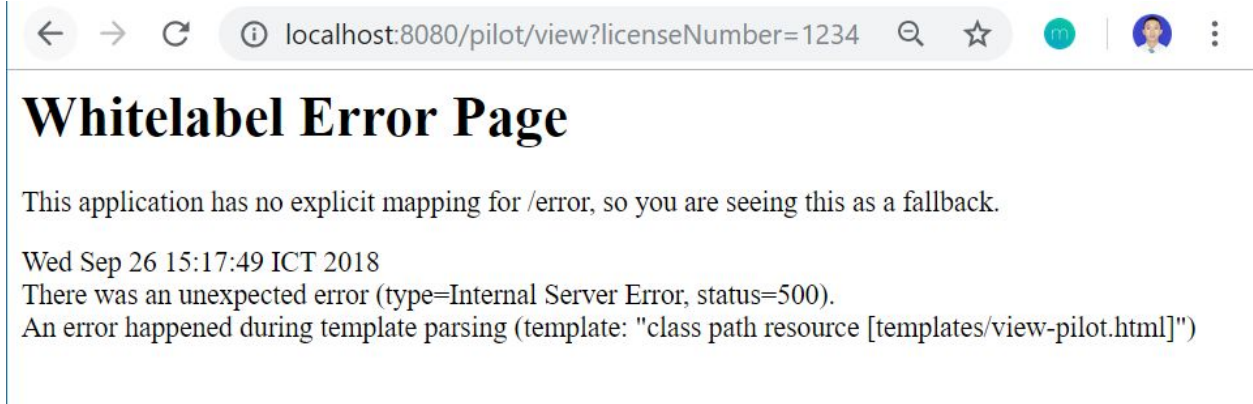 localhost:8080/pilot/view?licenseNumber=1234
m
Whitelabel Error Page
This application has no explicit mapping for /error, so you are seeing this as a fallback.
Wed Sep 26 15:17:49 ICT 2018
There was an unexpected error (type=Internal Server Error, status=500).
An error happened during template parsing (template: "class path resource [templates/view-pilot.html]")